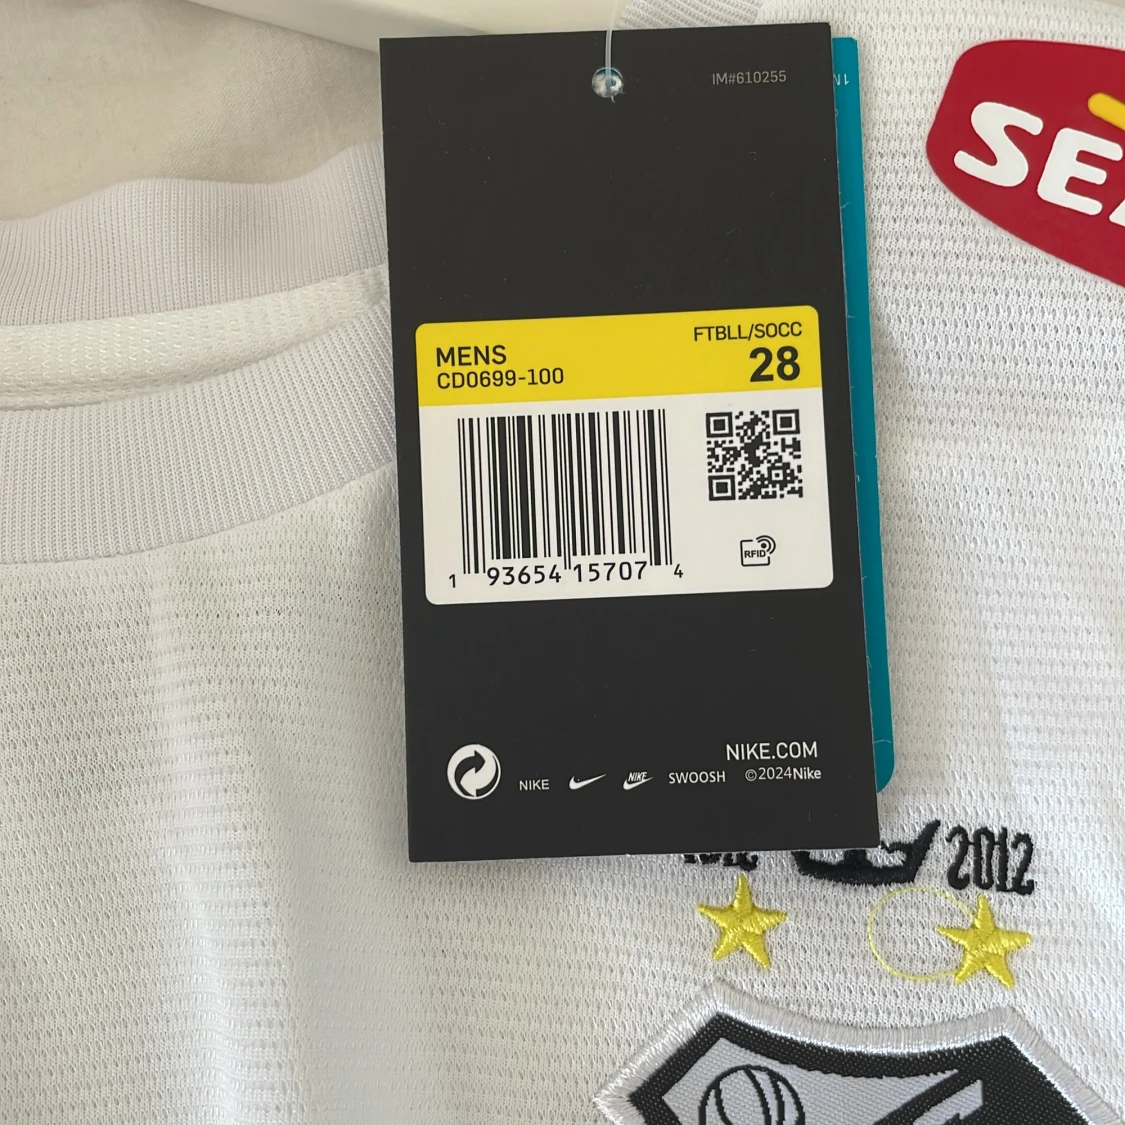 IM#610255
FTBLL/SOCC
MENS
28
CD0699-100
RFID
1 93654 15707 4
NIKE.COM
NIKE NIKE SWOOSH ©2024Nike
2012